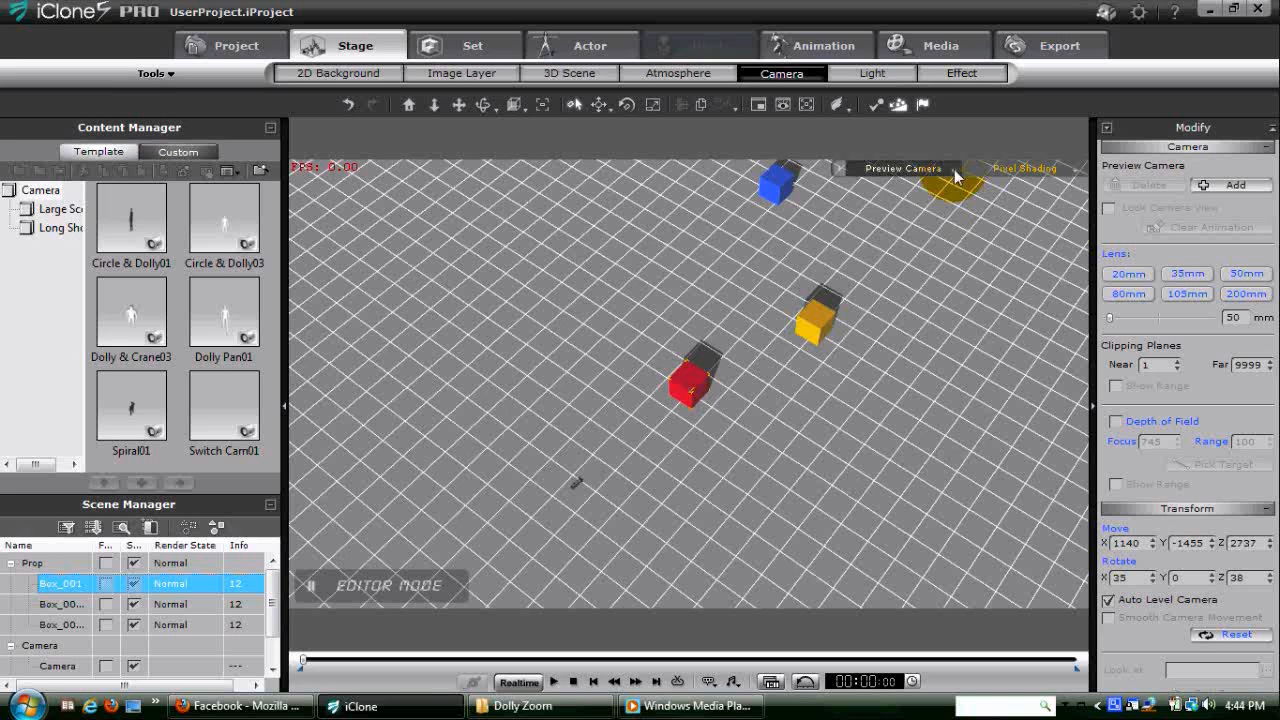 iClone5 PRO UserProject.iProject
Project Stage Set Actor Animation Media Export
Tools 2D Background Image Layer 3D Scene Atmosphere Camera Light Effect
Content Manager
Template Custom
Camera
Large Sc
Long Sho
Circle & Dolly01 Circle & Dolly03
Dolly & Crane03 Dolly Pan01
Spiral01 Switch Cam01
Scene Manager
Name F... S... Render State Info
Prop Normal
Box_001 Normal 12
Box_00... Normal 12
Box_00... Normal 12
Camera
Camera ---
FPS: 0.00
Preview Camera Pixel Shading
EDITOR MODE
Realtime 00:00:00
Modify
Camera
Preview Camera
Delete Add
Lock Camera View
Clear Animation
Lens:
20mm 35mm 50mm
80mm 105mm 200mm
50 mm
Clipping Planes
Near 1 Far 9999
Show Range
Depth of Field
Focus 745 Range 100
Pick Target
Show Range
Transform
Move
X 1140 Y -1455 Z 2737
Rotate
X 35 Y 0 Z 38
Auto Level Camera
Smooth Camera Movement
Reset
Look at
Facebook - Mozilla ... iClone Dolly Zoom Windows Media Pla... 4:44 PM